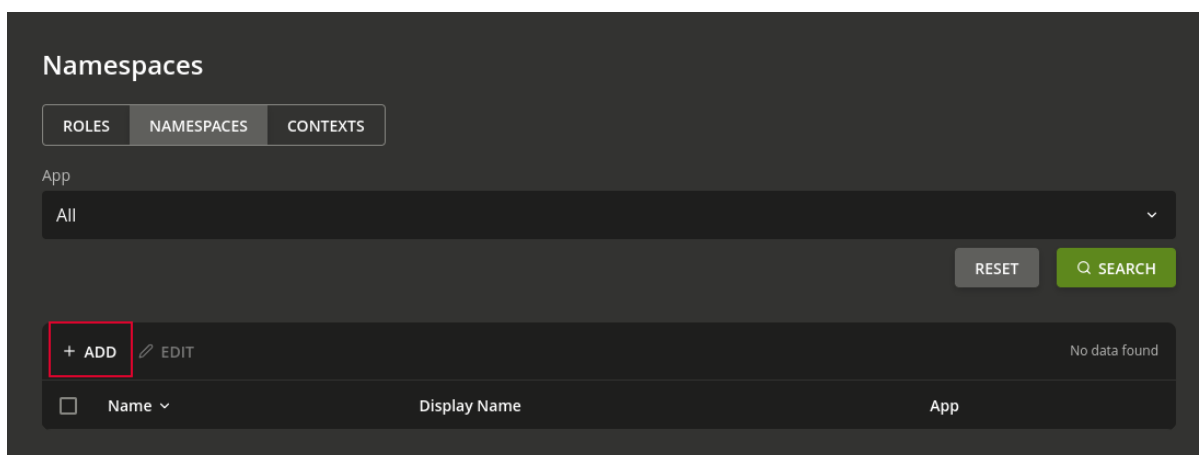 Namespaces
ROLES NAMESPACES CONTEXTS
App
All
RESET SEARCH
+ ADD EDIT No data found
Name Display Name App